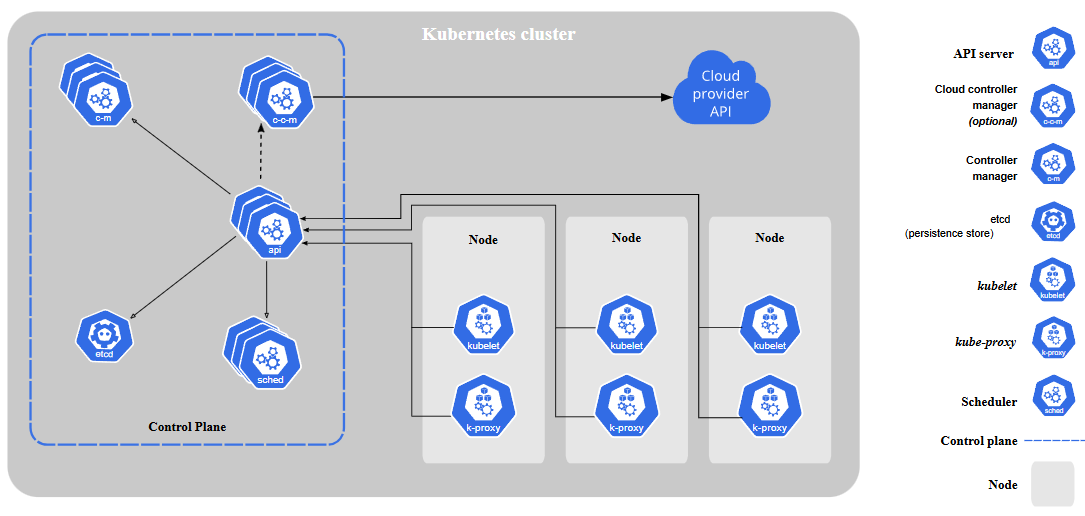 Kubernetes cluster
c-m
c-c-m
Cloud
provider
API
api
etcd
sched
Control Plane
Node
kubelet
k-proxy
Node
kubelet
k-proxy
Node
kubelet
k-proxy
API server
api
Cloud controller
manager
(optional)
c-c-m
Controller
manager
c-m
etcd
(persistence store)
etcd
kubelet
kubelet
kube-proxy
k-proxy
Scheduler
sched
Control plane
Node